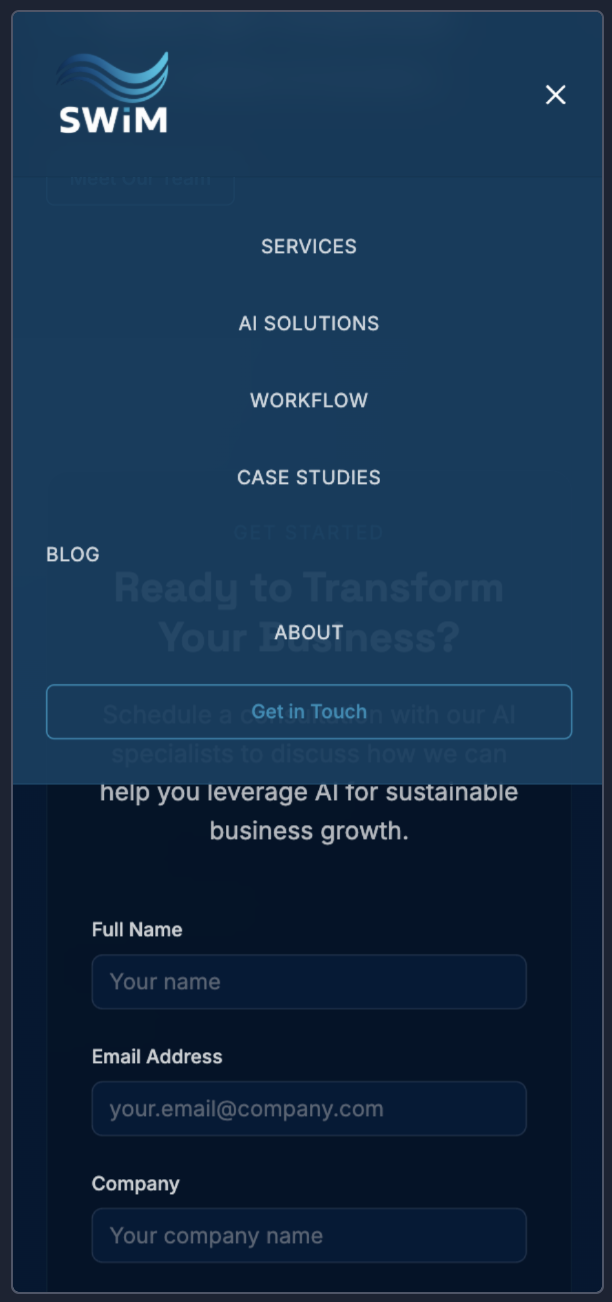 SWiM
Meet Our Team
SERVICES
AI SOLUTIONS
WORKFLOW
CASE STUDIES
GET STARTED
BLOG
Ready to Transform
Your Business?
ABOUT
Get in Touch
Schedule a consultation with our AI
specialists to discuss how we can
help you leverage AI for sustainable
business growth.
Full Name
Your name
Email Address
your.email@company.com
Company
Your company name